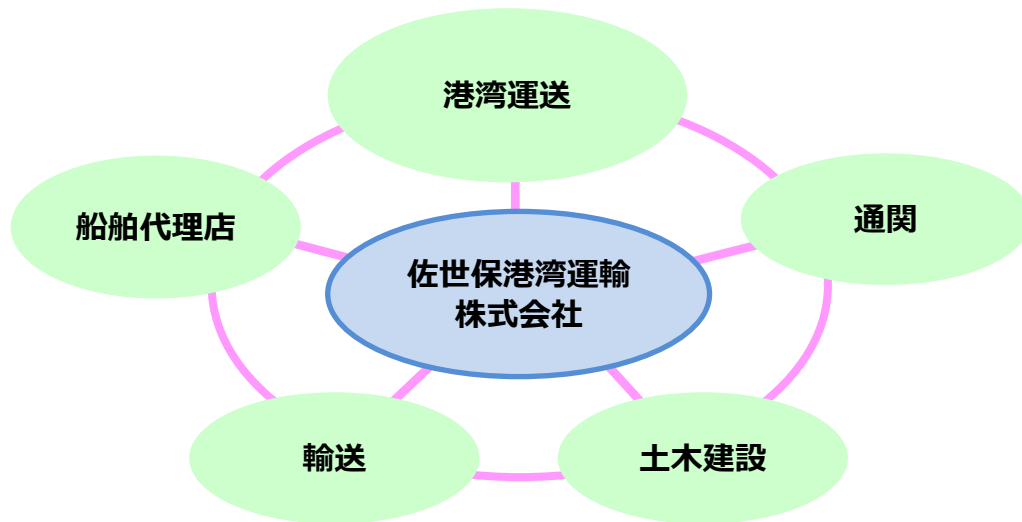 港湾運送
船舶代理店
通関
佐世保港湾運輸
株式会社
輸送
土木建設